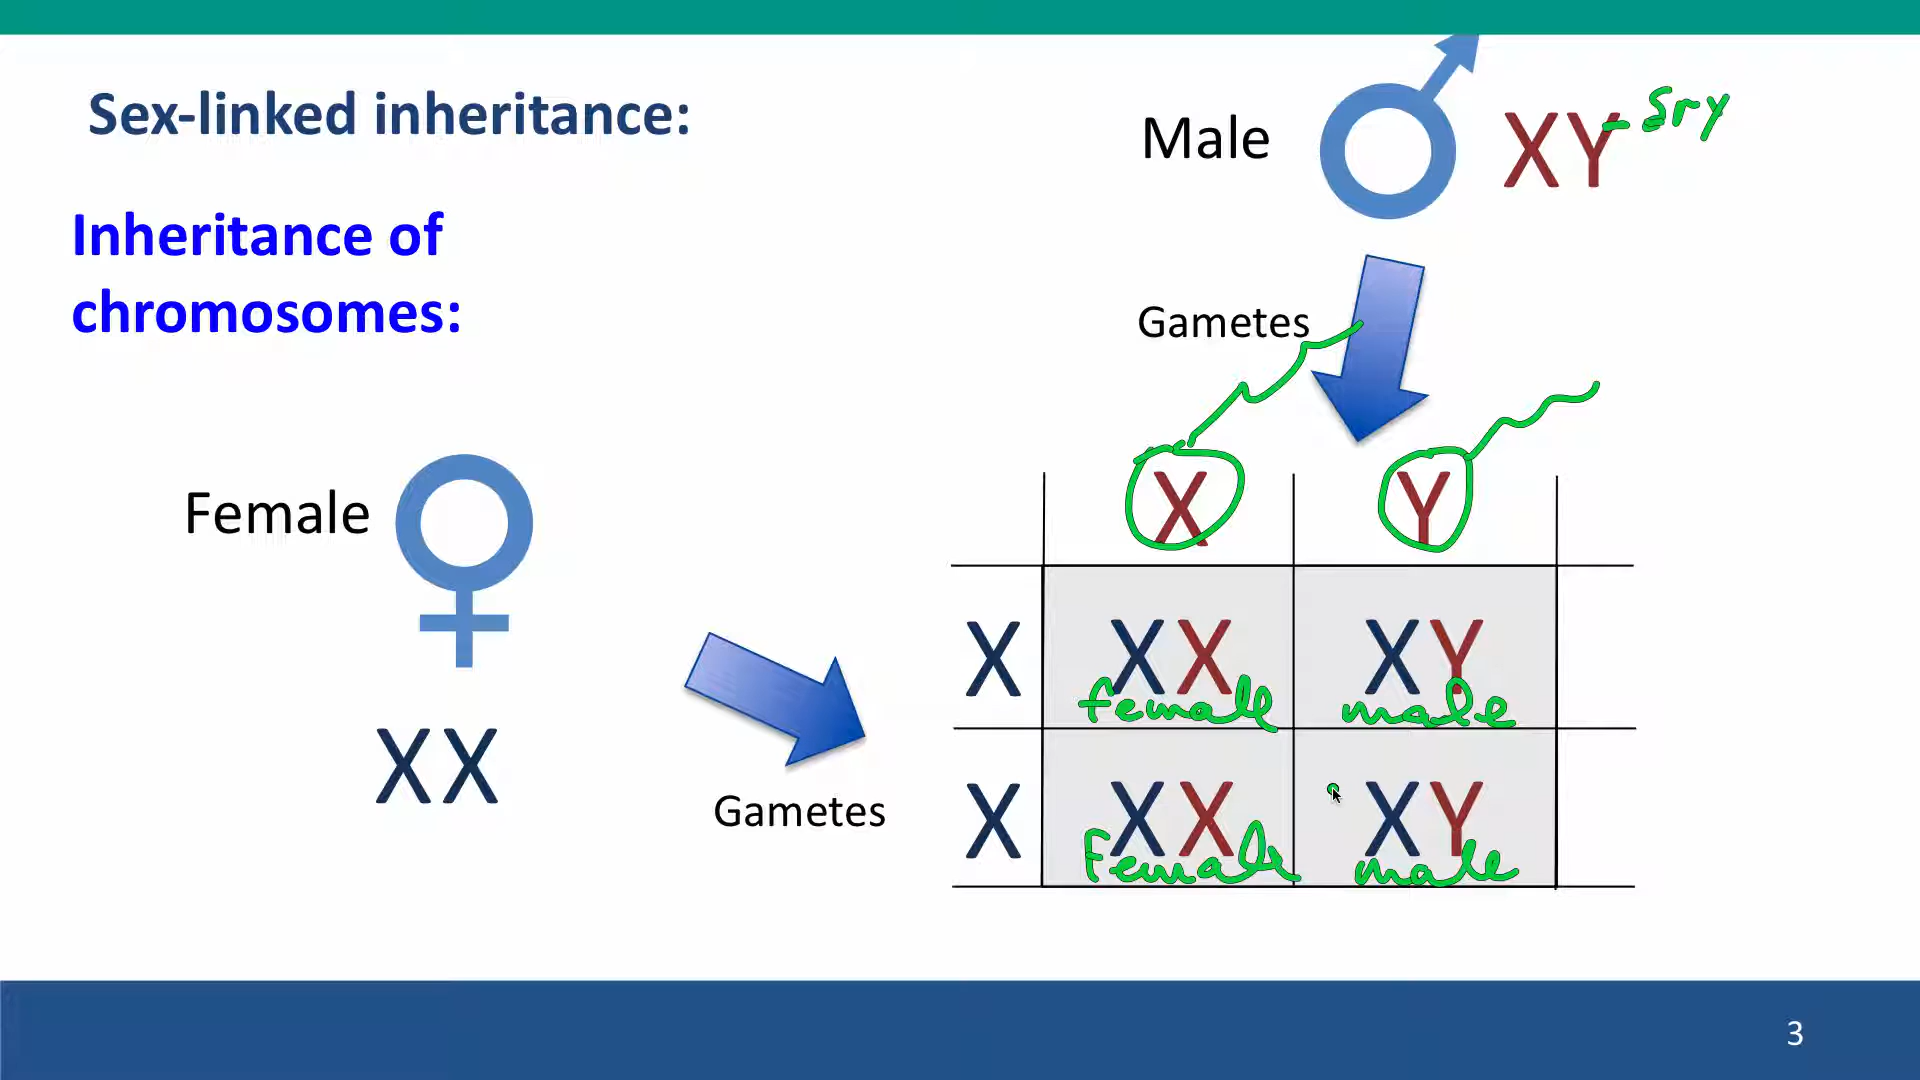 Sex-linked inheritance:
Inheritance of
chromosomes:
Male
XY
Sry
Gametes
Female
XX
Gametes
X Y
X XX XY
female male
X XX XY
Female male
3